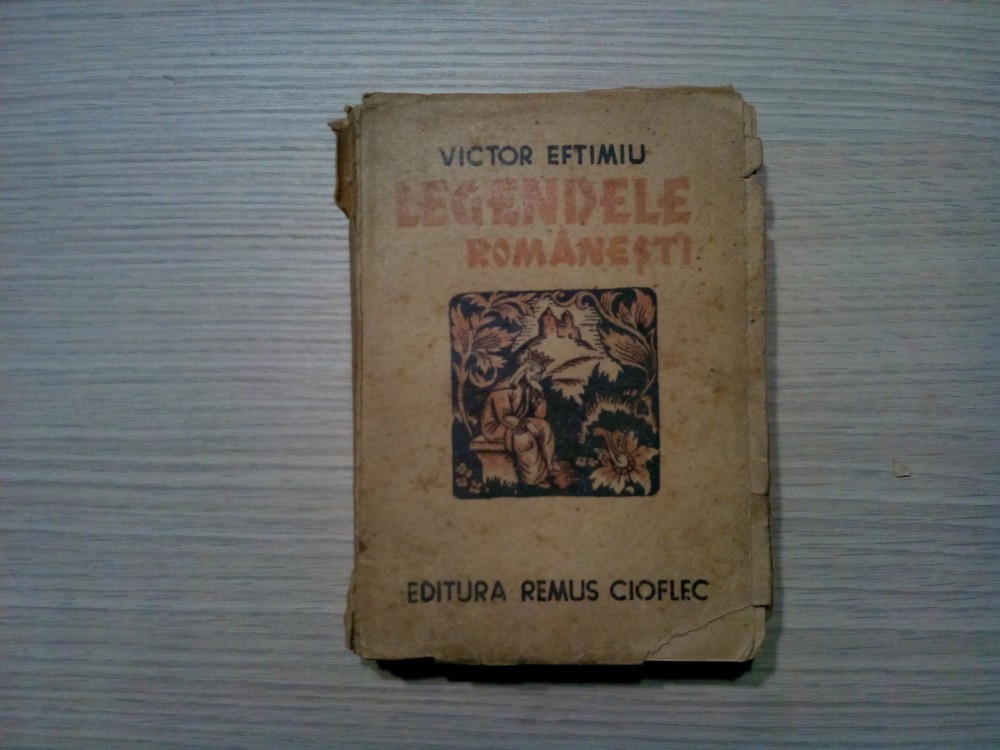 VICTOR EFTIMIU
LEGENDELE
ROMÂNEȘTI
EDITURA REMUS CIOFLEC